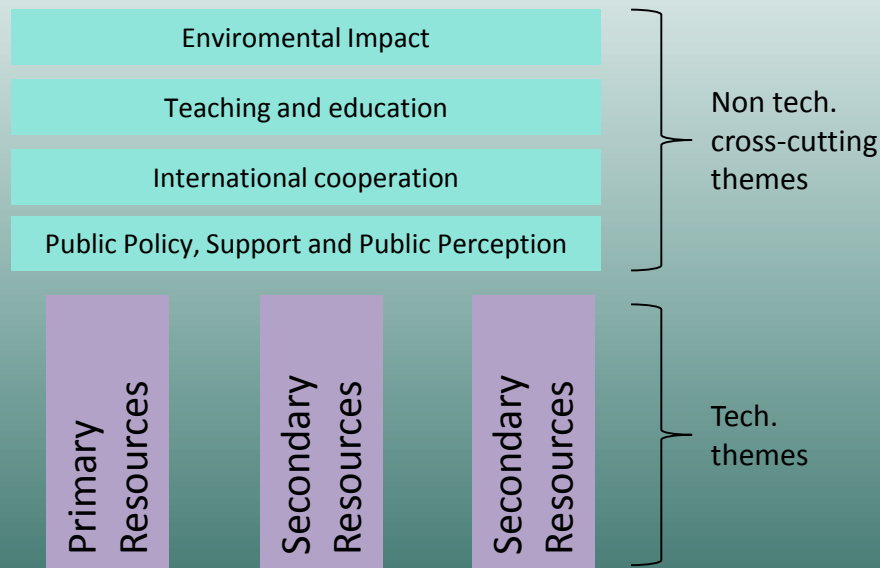 Enviromental Impact
Teaching and education
International cooperation
Public Policy, Support and Public Perception
Non tech.
cross-cutting
themes
Primary
Resources
Secondary
Resources
Secondary
Resources
Tech.
themes